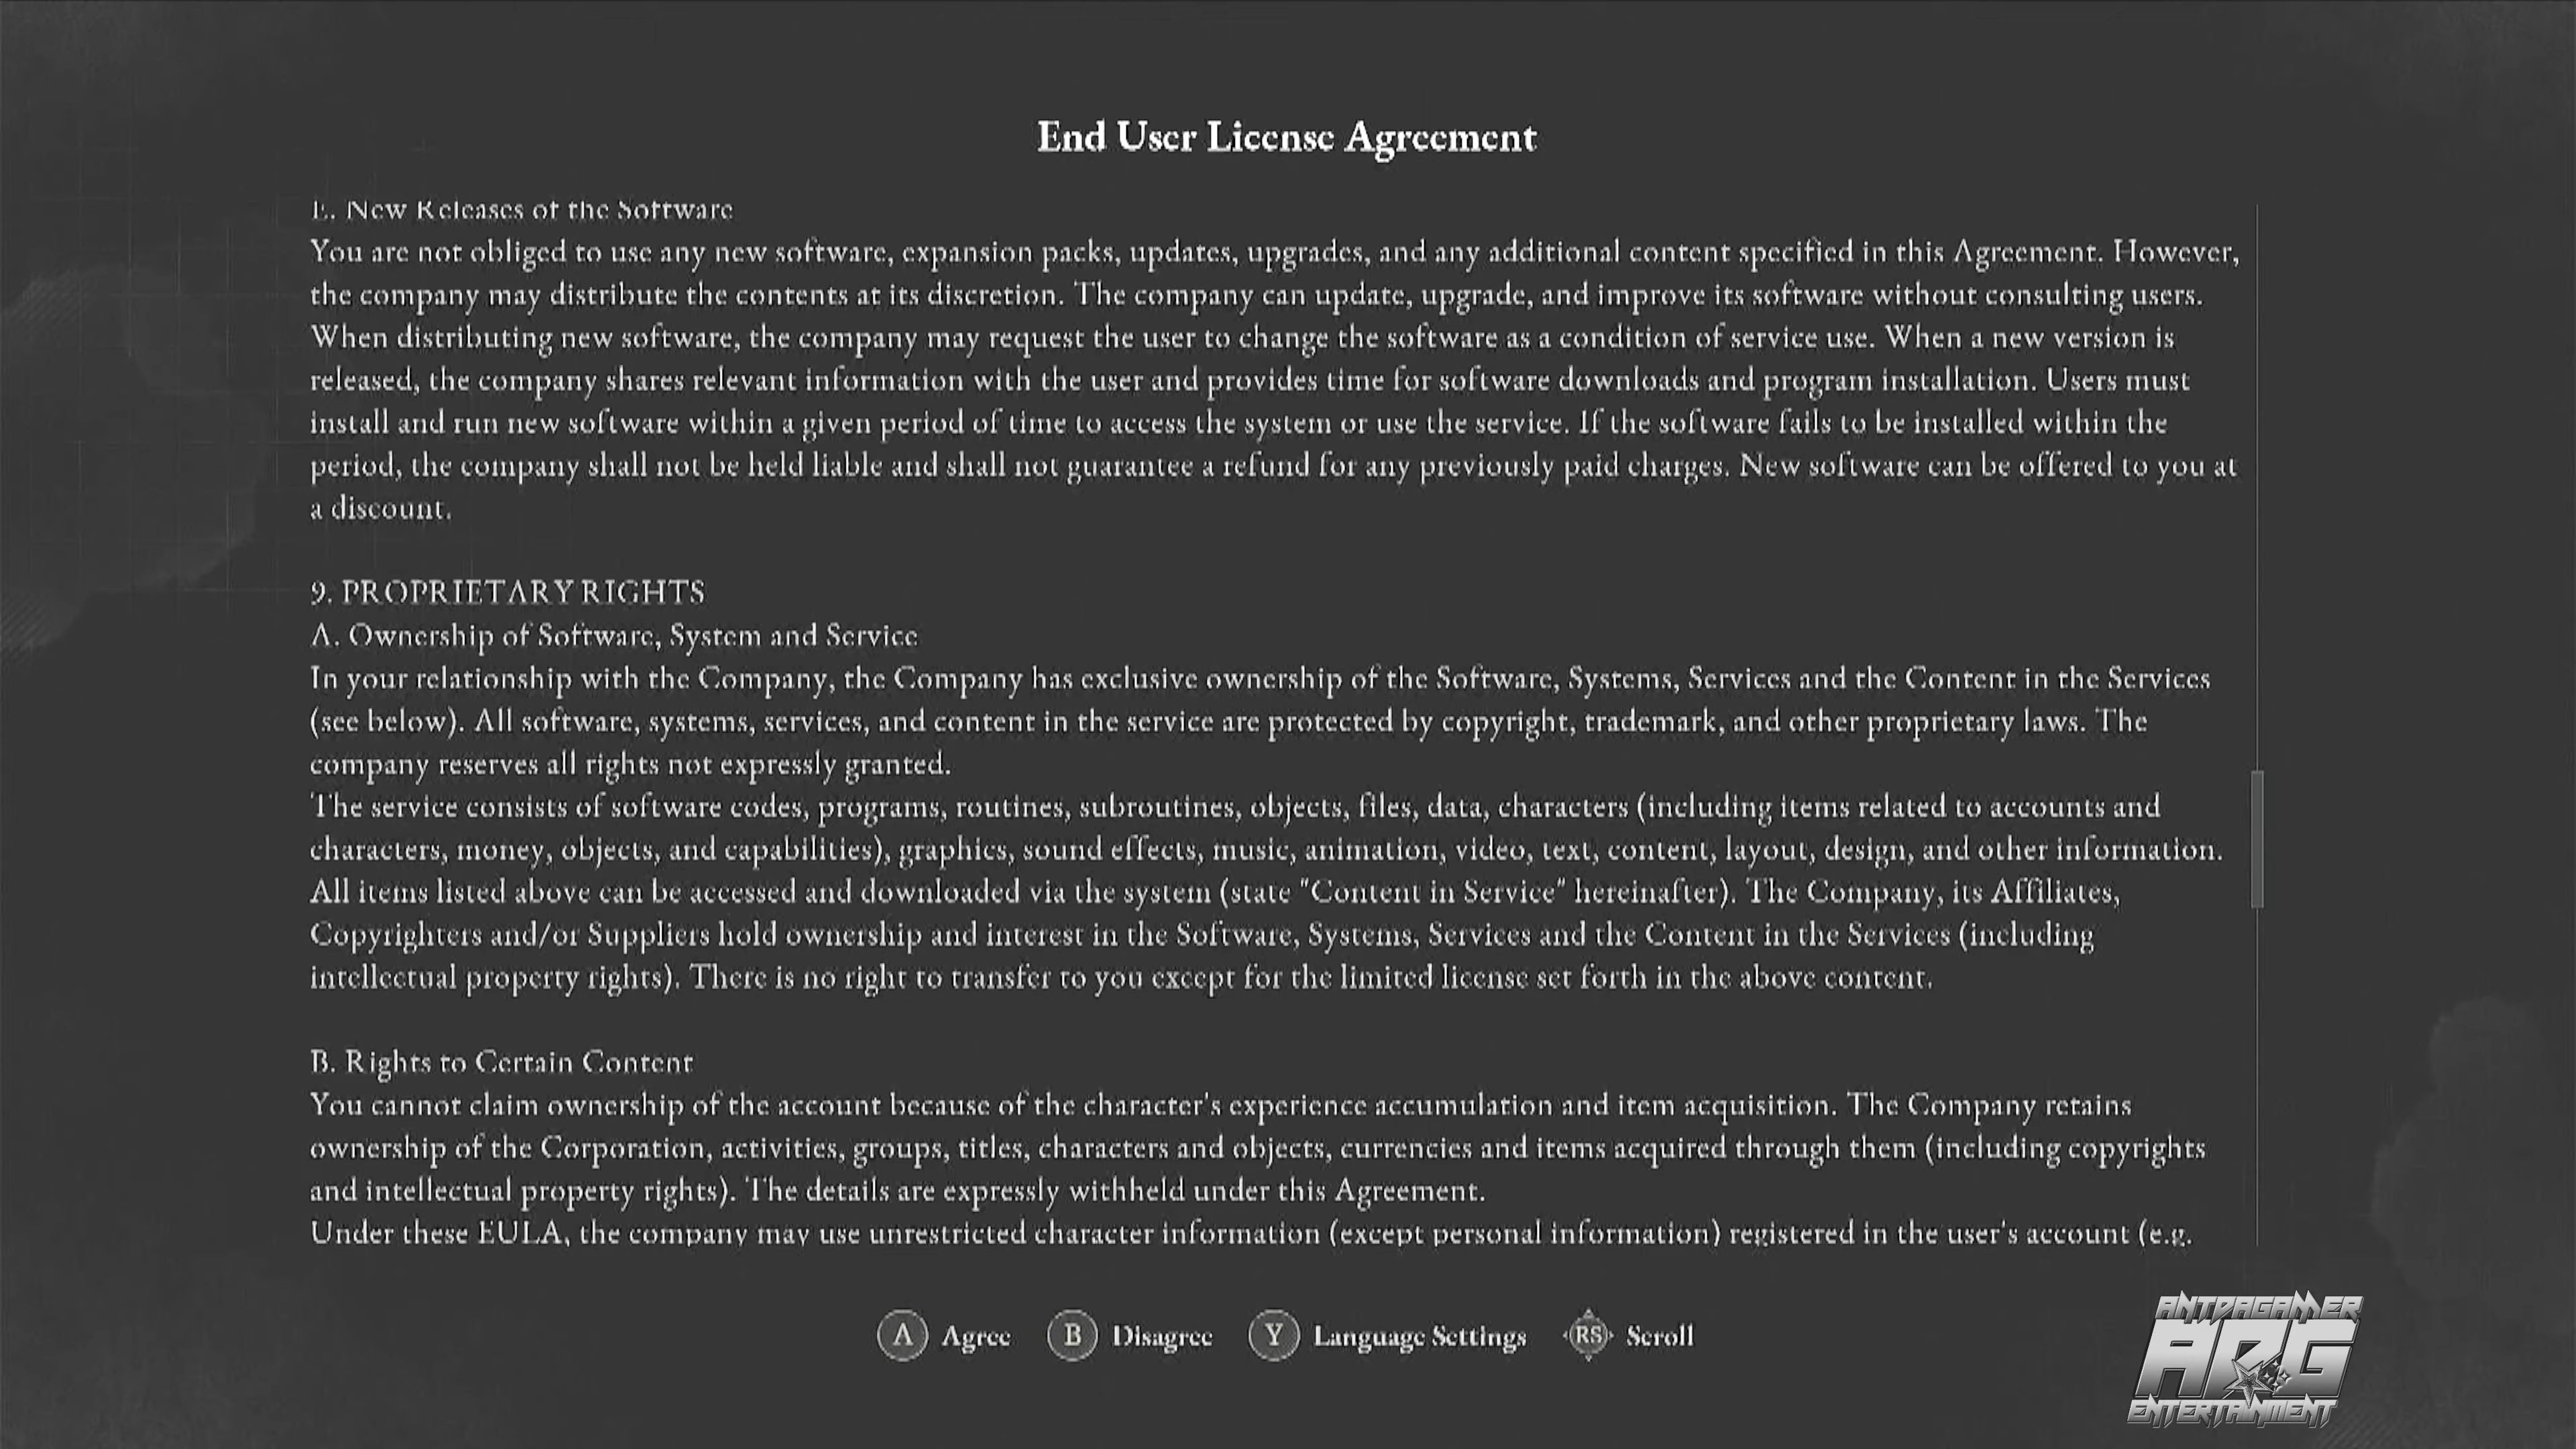 End User License Agreement
E. New Releases of the Software
You are not obliged to use any new software, expansion packs, updates, upgrades, and any additional content specified in this Agreement. However,
the company may distribute the contents at its discretion. The company can update, upgrade, and improve its software without consulting users.
When distributing new software, the company may request the user to change the software as a condition of service use. When a new version is
released, the company shares relevant information with the user and provides time for software downloads and program installation. Users must
install and run new software within a given period of time to access the system or use the service. If the software fails to be installed within the
period, the company shall not be held liable and shall not guarantee a refund for any previously paid charges. New software can be offered to you at
a discount.
9. PROPRIETARY RIGHTS
A. Ownership of Software, System and Service
In your relationship with the Company, the Company has exclusive ownership of the Software, Systems, Services and the Content in the Services
(see below). All software, systems, services, and content in the service are protected by copyright, trademark, and other proprietary laws. The
company reserves all rights not expressly granted.
The service consists of software codes, programs, routines, subroutines, objects, files, data, characters (including items related to accounts and
characters, money, objects, and capabilities), graphics, sound effects, music, animation, video, text, content, layout, design, and other information.
All items listed above can be accessed and downloaded via the system (state "Content in Service" hereinafter). The Company, its Affiliates,
Copyrighters and/or Suppliers hold ownership and interest in the Software, Systems, Services and the Content in the Services (including
intellectual property rights). There is no right to transfer to you except for the limited license set forth in the above content.
B. Rights to Certain Content
You cannot claim ownership of the account because of the character's experience accumulation and item acquisition. The Company retains
ownership of the Corporation, activities, groups, titles, characters and objects, currencies and items acquired through them (including copyrights
and intellectual property rights). The details are expressly withheld under this Agreement.
Under these EULA, the company may use unrestricted character information (except personal information) registered in the user's account (e.g.
A Agree B Disagree Y Language Settings RS Scroll
ANTDAGAMER
ADG
ENTERTAINMENT